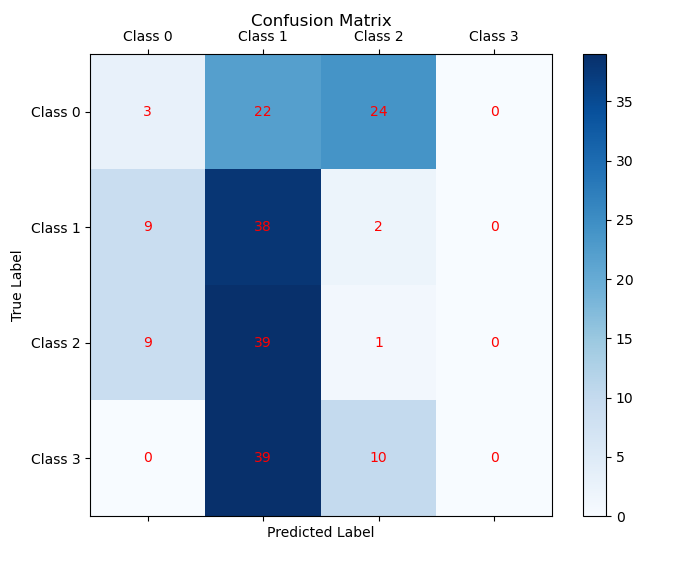 Confusion Matrix
Class 0 Class 1 Class 2 Class 3
Class 0 3 22 24 0
Class 1 9 38 2 0
Class 2 9 39 1 0
Class 3 0 39 10 0
True Label
Predicted Label
35
30
25
20
15
10
5
0